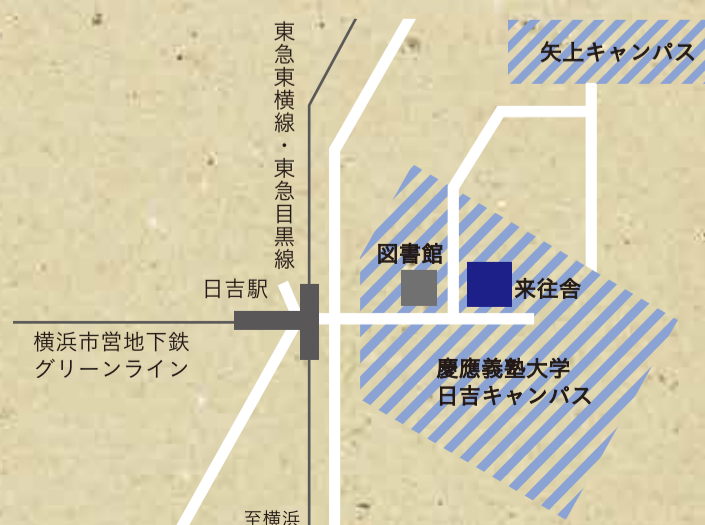 東急東横線・東急目黒線
矢上キャンパス
図書館
日吉駅
来往舎
横浜市営地下鉄
グリーンライン
慶應義塾大学
日吉キャンパス
至横浜